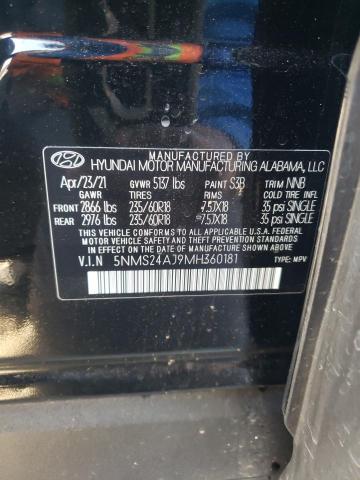 HYUNDAI MOTOR MANUFACTURING ALABAMA, LLC
Apr/23/21 GVWR 5137 lbs PAINT S3B TRIM NNB
GAWR TIRES RIMS COLD TIRE INFL
FRONT 2866 lbs 235/60R18 7.5JX18 35 psi SINGLE
REAR 2976 lbs 235/60R18 7.5JX18 35 psi SINGLE
THIS VEHICLE CONFORMS TO ALL APPLICABLE U.S.A. FEDERAL
MOTOR VEHICLE SAFETY AND THEFT PREVENTION STANDARDS
IN EFFECT ON THE DATE OF MANUFACTURE SHOWN ABOVE.
V.I.N 5NMS24AJ9MH360181 TYPE: MPV